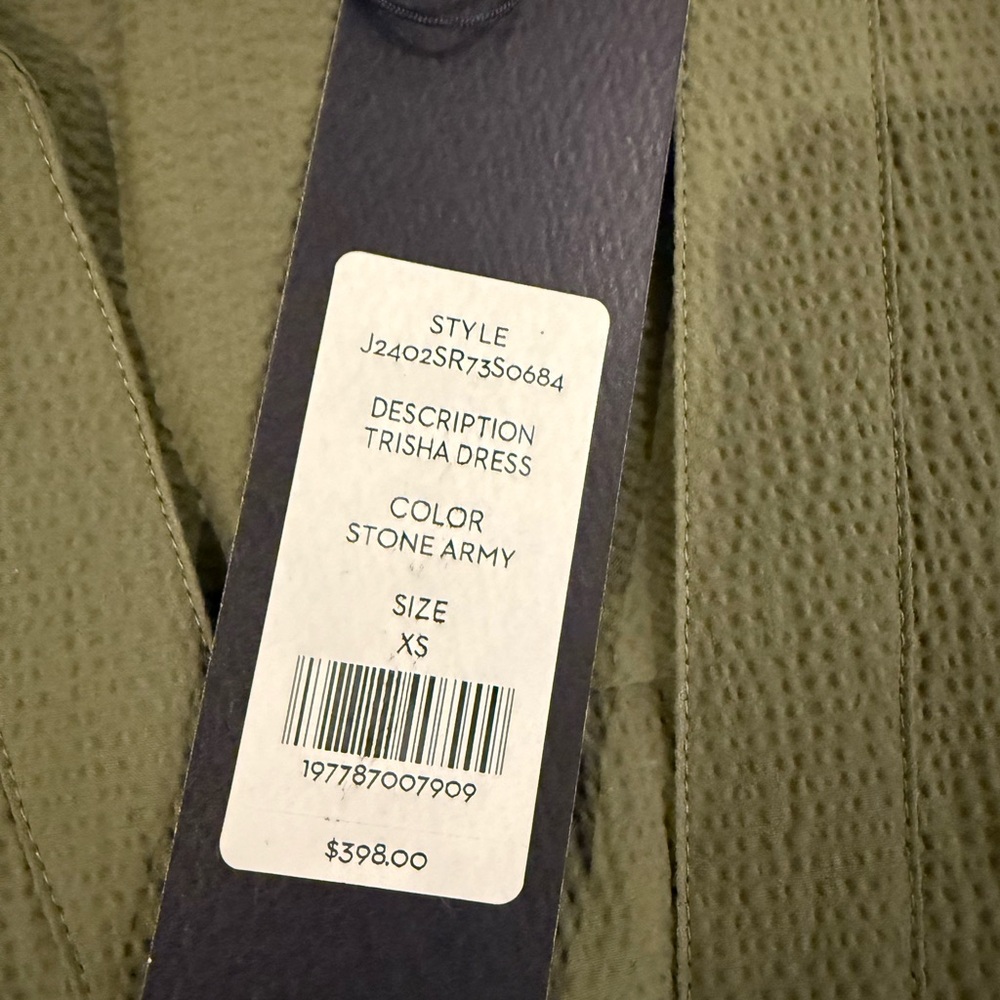 STYLE
J2402SR73S0684
DESCRIPTION
TRISHA DRESS
COLOR
STONE ARMY
SIZE
XS
197787007909
$398.00